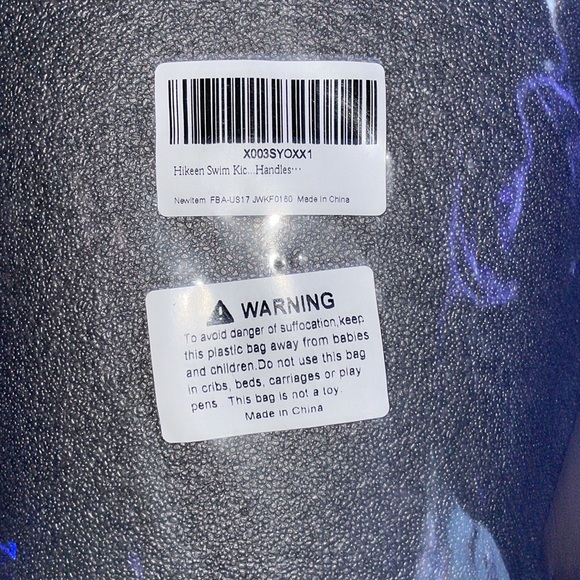 X003SYOXX1
Hikeen Swim Kic...Handles...
NewItem FBA-US17 JWKF0160 Made in China
WARNING
To avoid danger of suffocation,keep
this plastic bag away from babies
and children.Do not use this bag
in cribs, beds, carriages or play
pens. This bag is not a toy.
Made in China